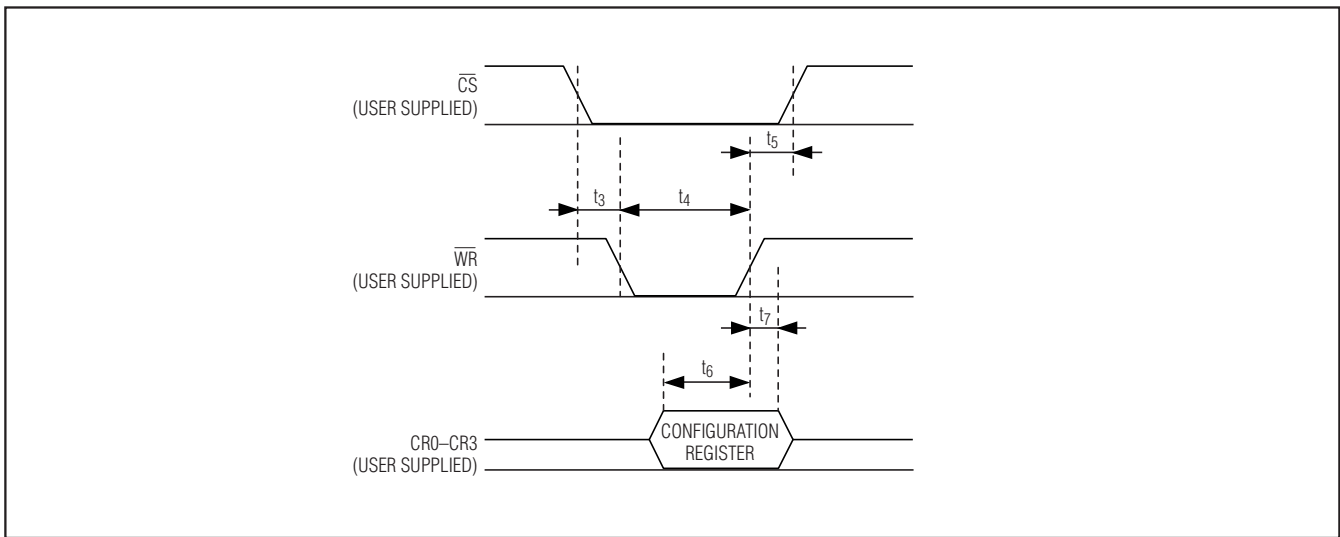 CS
(USER SUPPLIED)
t5
t3
t4
WR
(USER SUPPLIED)
t7
t6
CR0–CR3
(USER SUPPLIED)
CONFIGURATION
REGISTER